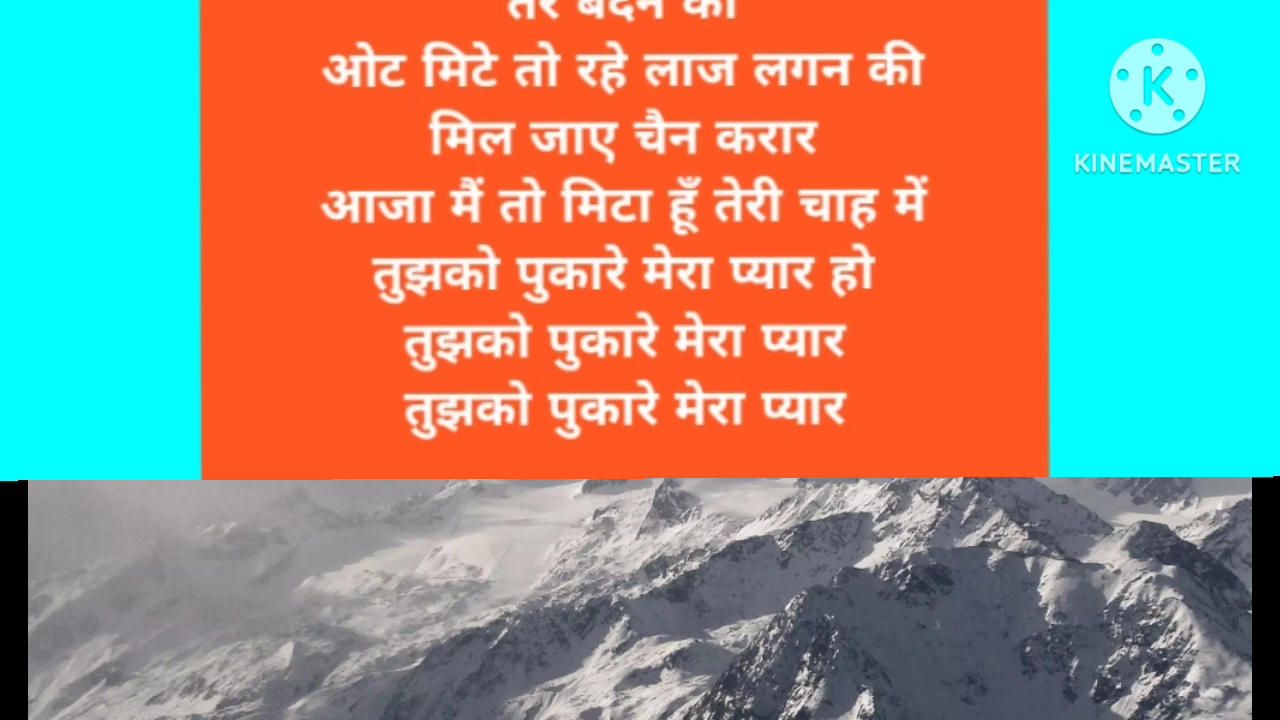 ओट मिटे तो रहे लाज लगन की
मिल जाए चैन करार
आजा मैं तो मिटा हूँ तेरी चाह में
तुझको पुकारे मेरा प्यार हो
तुझको पुकारे मेरा प्यार
तुझको पुकारे मेरा प्यार
K
KINEMASTER